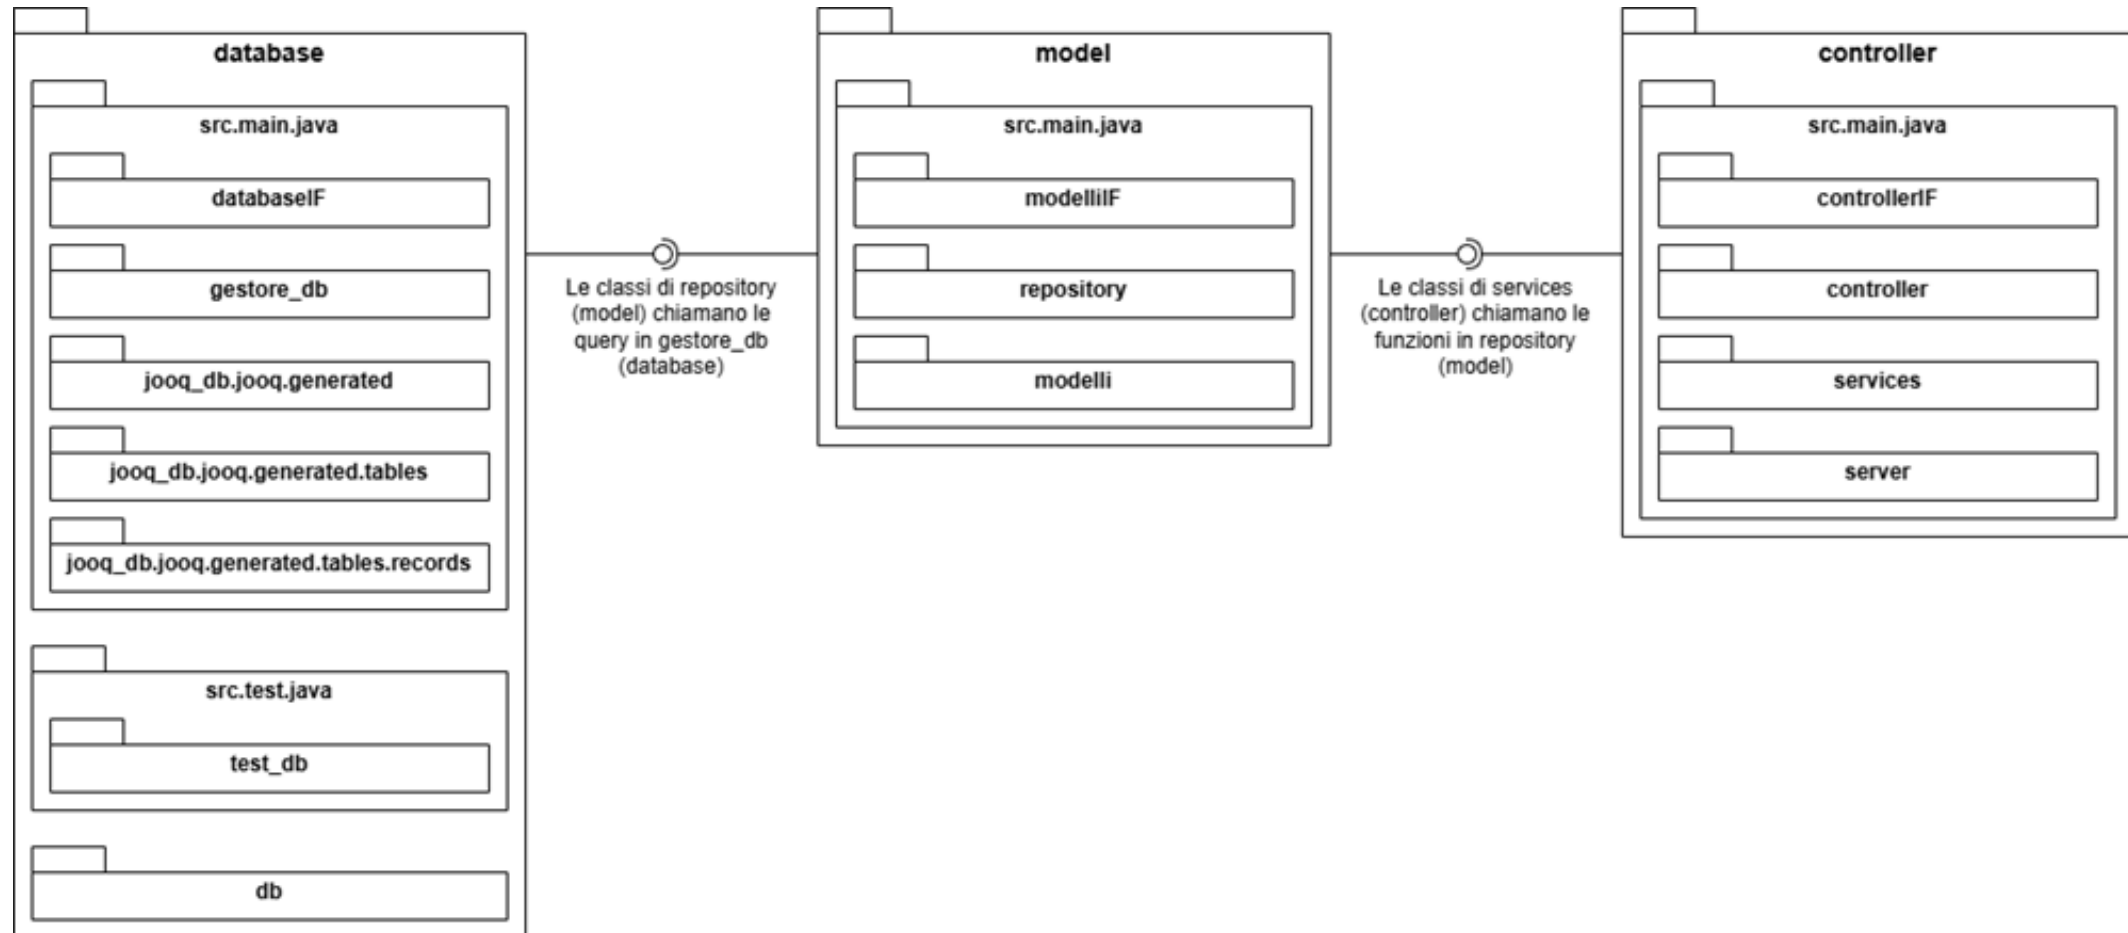 database
src.main.java
databaseIF
gestore_db
jooq_db.jooq.generated
jooq_db.jooq.generated.tables
jooq_db.jooq.generated.tables.records
src.test.java
test_db
db
Le classi di repository
(model) chiamano le
query in gestore_db
(database)
model
src.main.java
modelliIF
repository
modelli
Le classi di services
(controller) chiamano le
funzioni in repository
(model)
controller
src.main.java
controllerIF
controller
services
server